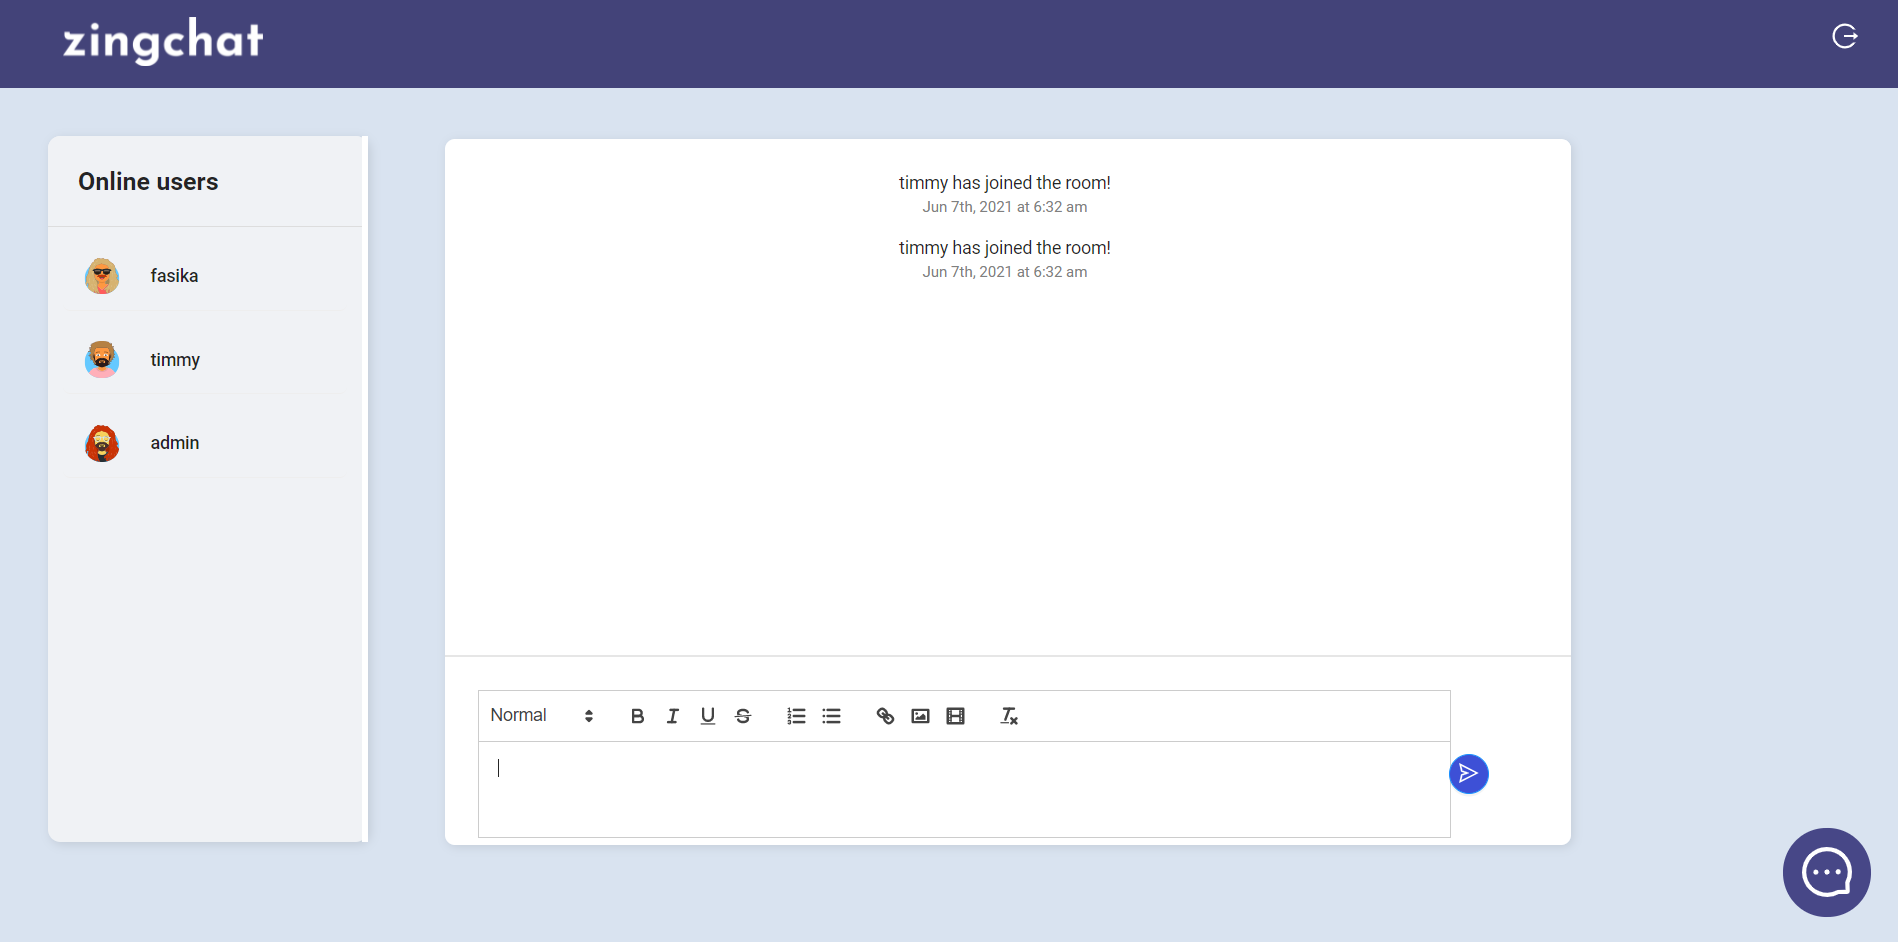 zingchat
Online users
fasika
timmy
admin
timmy has joined the room!
Jun 7th, 2021 at 6:32 am
timmy has joined the room!
Jun 7th, 2021 at 6:32 am
Normal